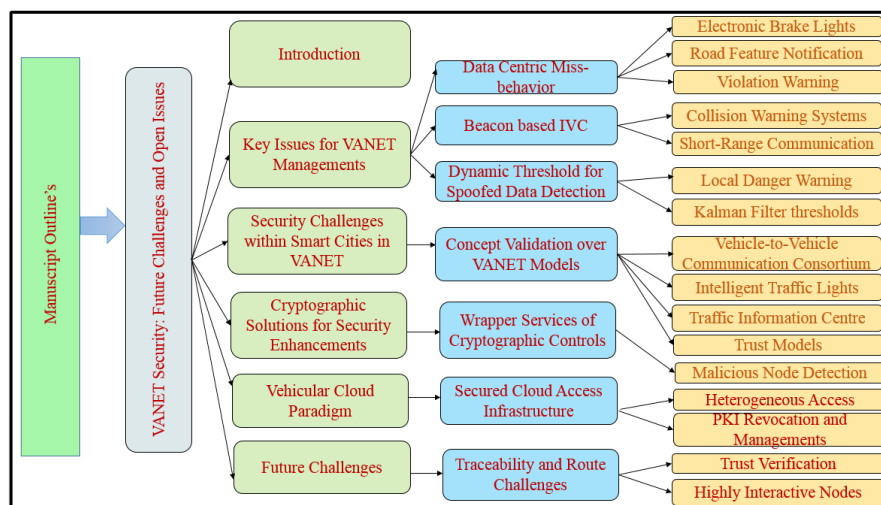 Manuscript Outline's
VANET Security: Future Challenges and Open Issues
Introduction
Key Issues for VANET
Managements
Security Challenges
within Smart Cities in
VANET
Cryptographic
Solutions for Security
Enhancements
Vehicular Cloud
Paradigm
Future Challenges
Data Centric Miss-
behavior
Beacon based IVC
Dynamic Threshold for
Spoofed Data Detection
Concept Validation over
VANET Models
Wrapper Services of
Cryptographic Controls
Secured Cloud Access
Infrastructure
Traceability and Route
Challenges
Electronic Brake Lights
Road Feature Notification
Violation Warning
Collision Warning Systems
Short-Range Communication
Local Danger Warning
Kalman Filter thresholds
Vehicle-to-Vehicle
Communication Consortium
Intelligent Traffic Lights
Traffic Information Centre
Trust Models
Malicious Node Detection
Heterogeneous Access
PKI Revocation and
Managements
Trust Verification
Highly Interactive Nodes